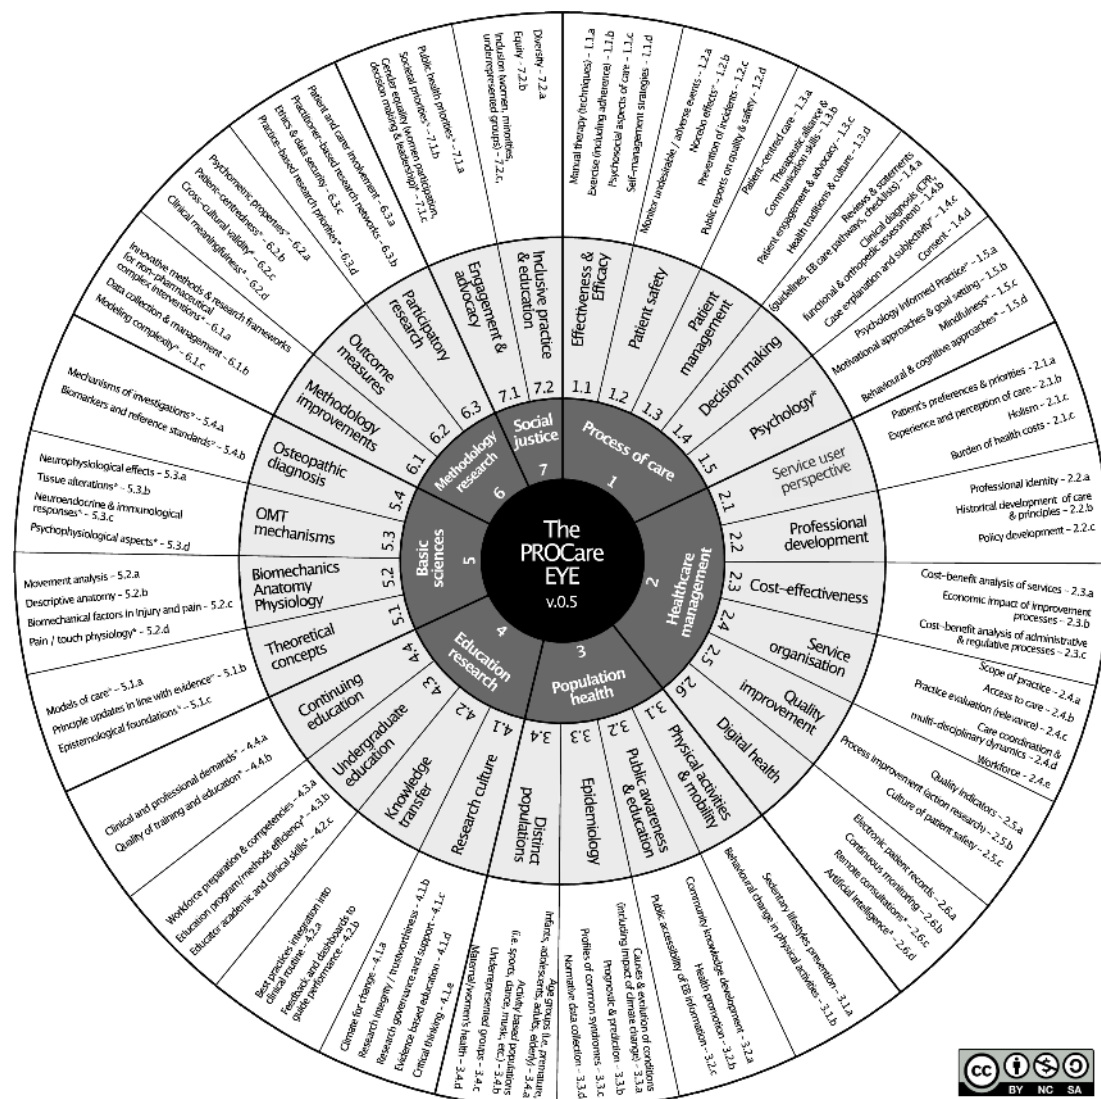 The
PROCare
EYE
v.0.5
Process of care
1
Effectiveness &
Efficacy
1.1
Manual therapy (techniques) – 1.1.a
Exercise (including adherence) – 1.1.b
Psychosocial aspects of care – 1.1.c
Self-management strategies – 1.1.d
Patient safety
1.2
Monitor undesirable / adverse events – 1.2.a
Nocebo effects* – 1.2.b
Prevention of incidents – 1.2.c
Public reports on quality & safety – 1.2.d
Patient
management
1.3
Patient-centred care – 1.3.a
Therapeutic alliance &
Communication skills – 1.3.b
Patient engagement & advocacy – 1.3.c
Health traditions & culture – 1.3.d
Decision making
1.4
Reviews & statements
(guidelines, EB care pathways, checklists) – 1.4.a
Clinical diagnosis (CPR,
functional & orthopedic assessment) – 1.4.b
Case explanation and subjectivity* – 1.4.c
Consent – 1.4.d
Psychology*
1.5
Psychology Informed Practice* – 1.5.a
Motivational approaches & goal setting – 1.5.b
Mindfulness* – 1.5.c
Behavioural & cognitive approaches* – 1.5.d
Healthcare
management
2
Service user
perspective
2.1
Patient's preferences & priorities – 2.1.a
Experience and perception of care – 2.1.b
Holism – 2.1.c
Burden of health costs – 2.1.c
Professional
development
2.2
Professional identity – 2.2.a
Historical development of care
& principles – 2.2.b
Policy development – 2.2.c
Cost-effectiveness
2.3
Cost-benefit analysis of services – 2.3.a
Economic impact of improvement
processes – 2.3.b
Cost-benefit analysis of administrative
& regulative processes – 2.3.c
Service
organisation
2.4
Scope of practice – 2.4.a
Access to care – 2.4.b
Practice evaluation (relevance) – 2.4.c
Care coordination &
multi-disciplinary dynamics – 2.4.d
Workforce – 2.4.e
Quality
improvement
2.5
Quality indicators – 2.5.a
Process improvement (action research) – 2.5.b
Culture of patient safety – 2.5.c
Digital health
2.6
Electronic patient records – 2.6.a
Continuous monitoring – 2.6.b
Remote consultations* – 2.6.c
Artificial Intelligence* – 2.6.d
3
Population
health
Physical activities
& mobility
3.1
Sedentary lifestyles prevention – 3.1.a
Behavioural change in physical activities – 3.1.b
Public awareness
& education
3.2
Community knowledge development – 3.2.a
Health promotion – 3.2.b
Public accessibility of EB information – 3.2.c
Epidemiology
3.3
Causes & evolution of conditions
(including impact of climate change) – 3.3.a
Prognostic & prediction – 3.3.b
Profiles of common syndromes – 3.3.c
Normative data collection – 3.3.d
Distinct
populations
3.4
Age groups (i.e. premature,
infants, adolescents, adults, elderly) – 3.4.a
Activity based populations
(i.e. sports, dance, music, etc.) – 3.4.b
Underrepresented groups – 3.4.c
Maternal/women's health – 3.4.d
4
Education
research
Research culture
4.1
Climate for change – 4.1.a
Research integrity / trustworthiness – 4.1.b
Research governance and support – 4.1.c
Evidence based education – 4.1.d
Critical thinking – 4.1.e
Knowledge
transfer
4.2
Best practices integration into
clinical routine – 4.2.a
Feedback and dashboards to
guide performance – 4.2.b
Educator academic and clinical skills* – 4.2.c
Undergraduate
education
4.3
Workforce preparation & competencies – 4.3.a
Education program/methods efficiency* – 4.3.b
Continuing
education
4.4
Clinical and professional demands* – 4.4.a
Quality of training and education* – 4.4.b
Basic
sciences
5
Theoretical
concepts
5.1
Models of care* – 5.1.a
Principle updates in line with evidence* – 5.1.b
Epistemological foundations* – 5.1.c
Biomechanics
Anatomy
Physiology
5.2
Movement analysis – 5.2.a
Descriptive anatomy – 5.2.b
Biomechanical factors in injury and pain – 5.2.c
Pain / touch physiology* – 5.2.d
OMT
mechanisms
5.3
Neurophysiological effects – 5.3.a
Tissue alterations* – 5.3.b
Neuroendocrine & immunological
responses* – 5.3.c
Psychophysiological aspects* – 5.3.d
Osteopathic
diagnosis
5.4
Mechanisms of investigations* – 5.4.a
Biomarkers and reference standards* – 5.4.b
Methodology
research
6
Methodology
improvements
6.1
Innovative methods & research frameworks
for non-pharmaceutical
complex interventions* – 6.1.a
Data collection & management – 6.1.b
Modeling complexity* – 6.1.c
Outcome
measures
6.2
Psychometric properties* – 6.2.a
Patient-centredness* – 6.2.b
Cross-cultural validity* – 6.2.c
Clinical meaningfulness* – 6.2.d
Participatory
research
6.3
Patient and carer involvement* – 6.3.a
Practitioner-based research networks – 6.3.b
Ethics & data security – 6.3.c
Practice-based research priorities* – 6.3.d
Social
justice
7
Engagement &
advocacy
7.1
Public health priorities* – 7.1.a
Societal priorities* – 7.1.b
Gender equality (women participation,
decision making & leadership)* – 7.1.c
Inclusive practice
& education
7.2
Diversity – 7.2.a
Equity – 7.2.b
Inclusion (women, minorities,
underrepresented groups) – 7.2.c,
cc
BY NC SA